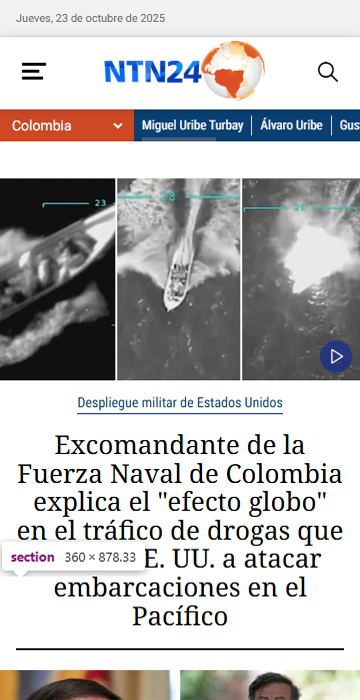 Jueves, 23 de octubre de 2025
NTN24
Colombia
Miguel Uribe Turbay
Álvaro Uribe
Gus
23
28
Despliegue militar de Estados Unidos
Excomandante de la
Fuerza Naval de Colombia
explica el "efecto globo"
en el tráfico de drogas que
E. UU. a atacar
section 360 × 878.33
embarcaciones en el
Pacífico